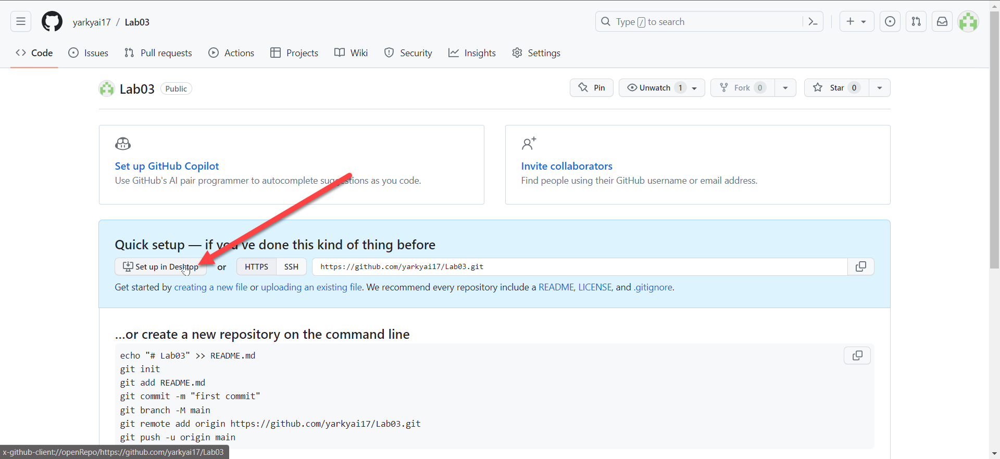 yarkyai17 / Lab03
Type / to search
Code Issues Pull requests Actions Projects Wiki Security Insights Settings
Lab03 Public
Pin Unwatch 1 Fork 0 Star 0
Set up GitHub Copilot
Use GitHub's AI pair programmer to autocomplete suggestions as you code.
Invite collaborators
Find people using their GitHub username or email address.
Quick setup — if you've done this kind of thing before
Set up in Desktop or HTTPS SSH https://github.com/yarkyai17/Lab03.git
Get started by creating a new file or uploading an existing file. We recommend every repository include a README, LICENSE, and .gitignore.
...or create a new repository on the command line
echo "# Lab03" >> README.md
git init
git add README.md
git commit -m "first commit"
git branch -M main
git remote add origin https://github.com/yarkyai17/Lab03.git
git push -u origin main
x-github-client://openRepo/https://github.com/yarkyai17/Lab03